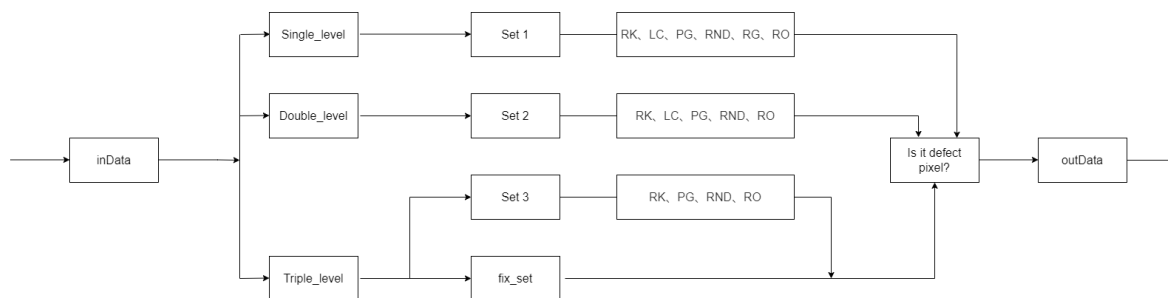 Single_level
Set 1
RK、LC、PG、RND、RG、RO
Double_level
Set 2
RK、LC、PG、RND、RO
inData
Is it defect
pixel?
outData
Set 3
RK、PG、RND、RO
Triple_level
fix_set